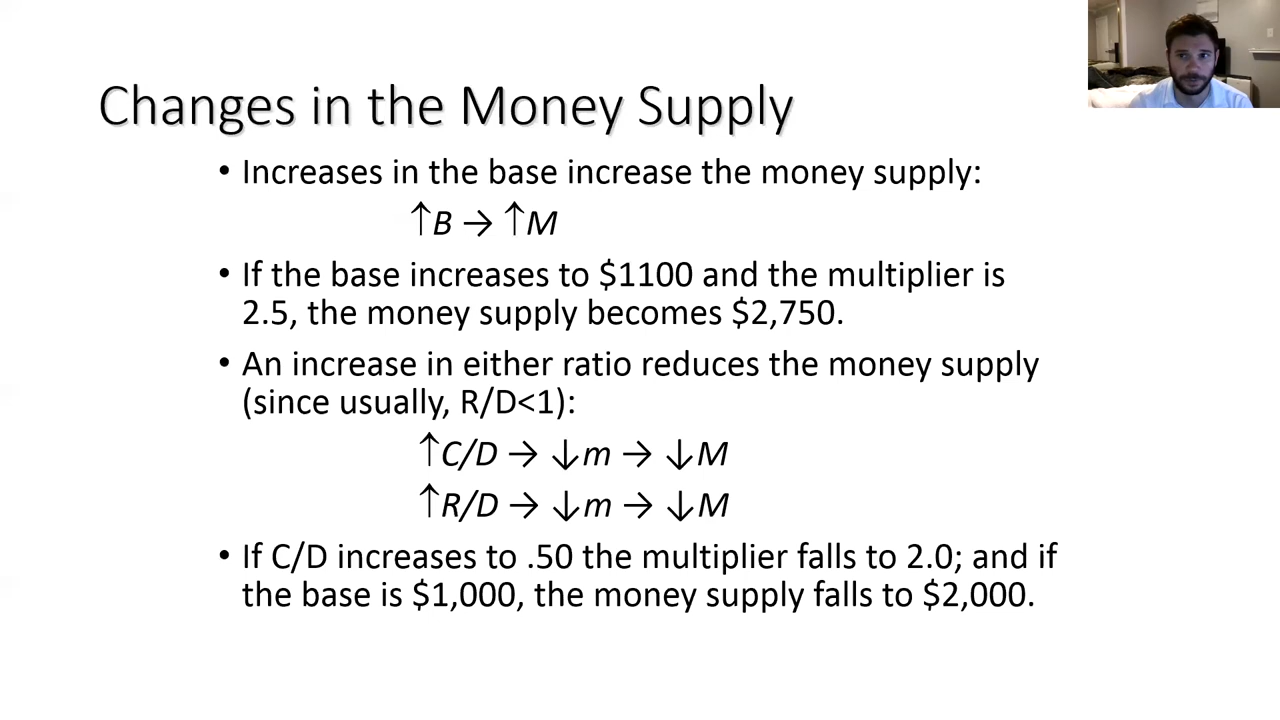 Changes in the Money Supply
• Increases in the base increase the money supply:
↑B → ↑M
• If the base increases to $1100 and the multiplier is
2.5, the money supply becomes $2,750.
• An increase in either ratio reduces the money supply
(since usually, R/D<1):
↑C/D → ↓m → ↓M
↑R/D → ↓m → ↓M
• If C/D increases to .50 the multiplier falls to 2.0; and if
the base is $1,000, the money supply falls to $2,000.